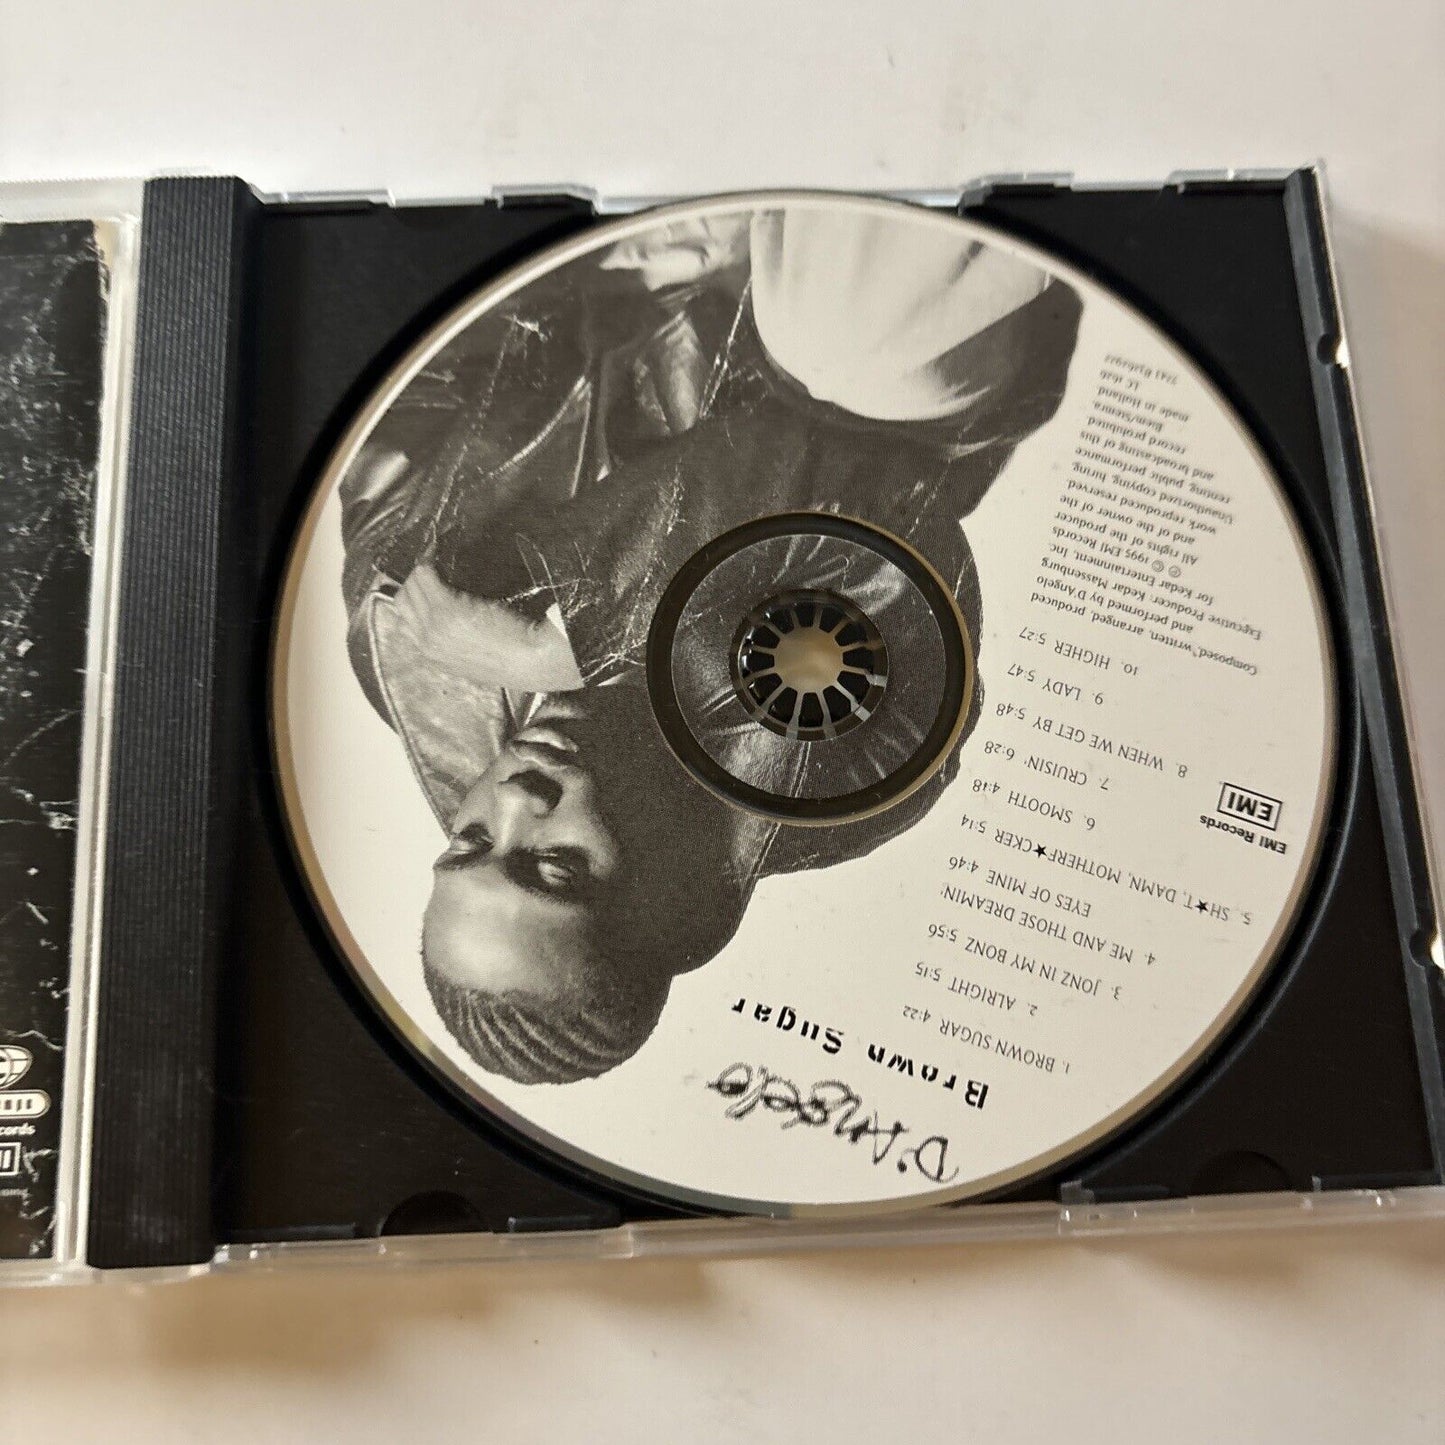 D'Angelo
Brown Sugar
1. BROWN SUGAR 4:22
2. ALRIGHT 5:15
3. JONZ IN MY BONZ 5:56
4. ME AND THOSE DREAMIN'
EYES OF MINE 4:46
5. SH★T, DAMN, MOTHERF★CKER 5:14
6. SMOOTH 4:18
7. CRUISIN' 6:28
8. WHEN WE GET BY 5:48
9. LADY 5:47
10. HIGHER 5:27
Composed, written, arranged, produced
and performed by D'Angelo
Executive Producer: Kedar Massenburg
for Kedar Entertainment, Inc.
℗ © 1995 EMI Records
All rights of the producer
and of the owner of the
work reproduced reserved.
Unauthorized copying, hiring,
renting, public performance
and broadcasting of this
record prohibited
Biem/Stemra
made in Holland
LC 1626
EMI Records
EMI